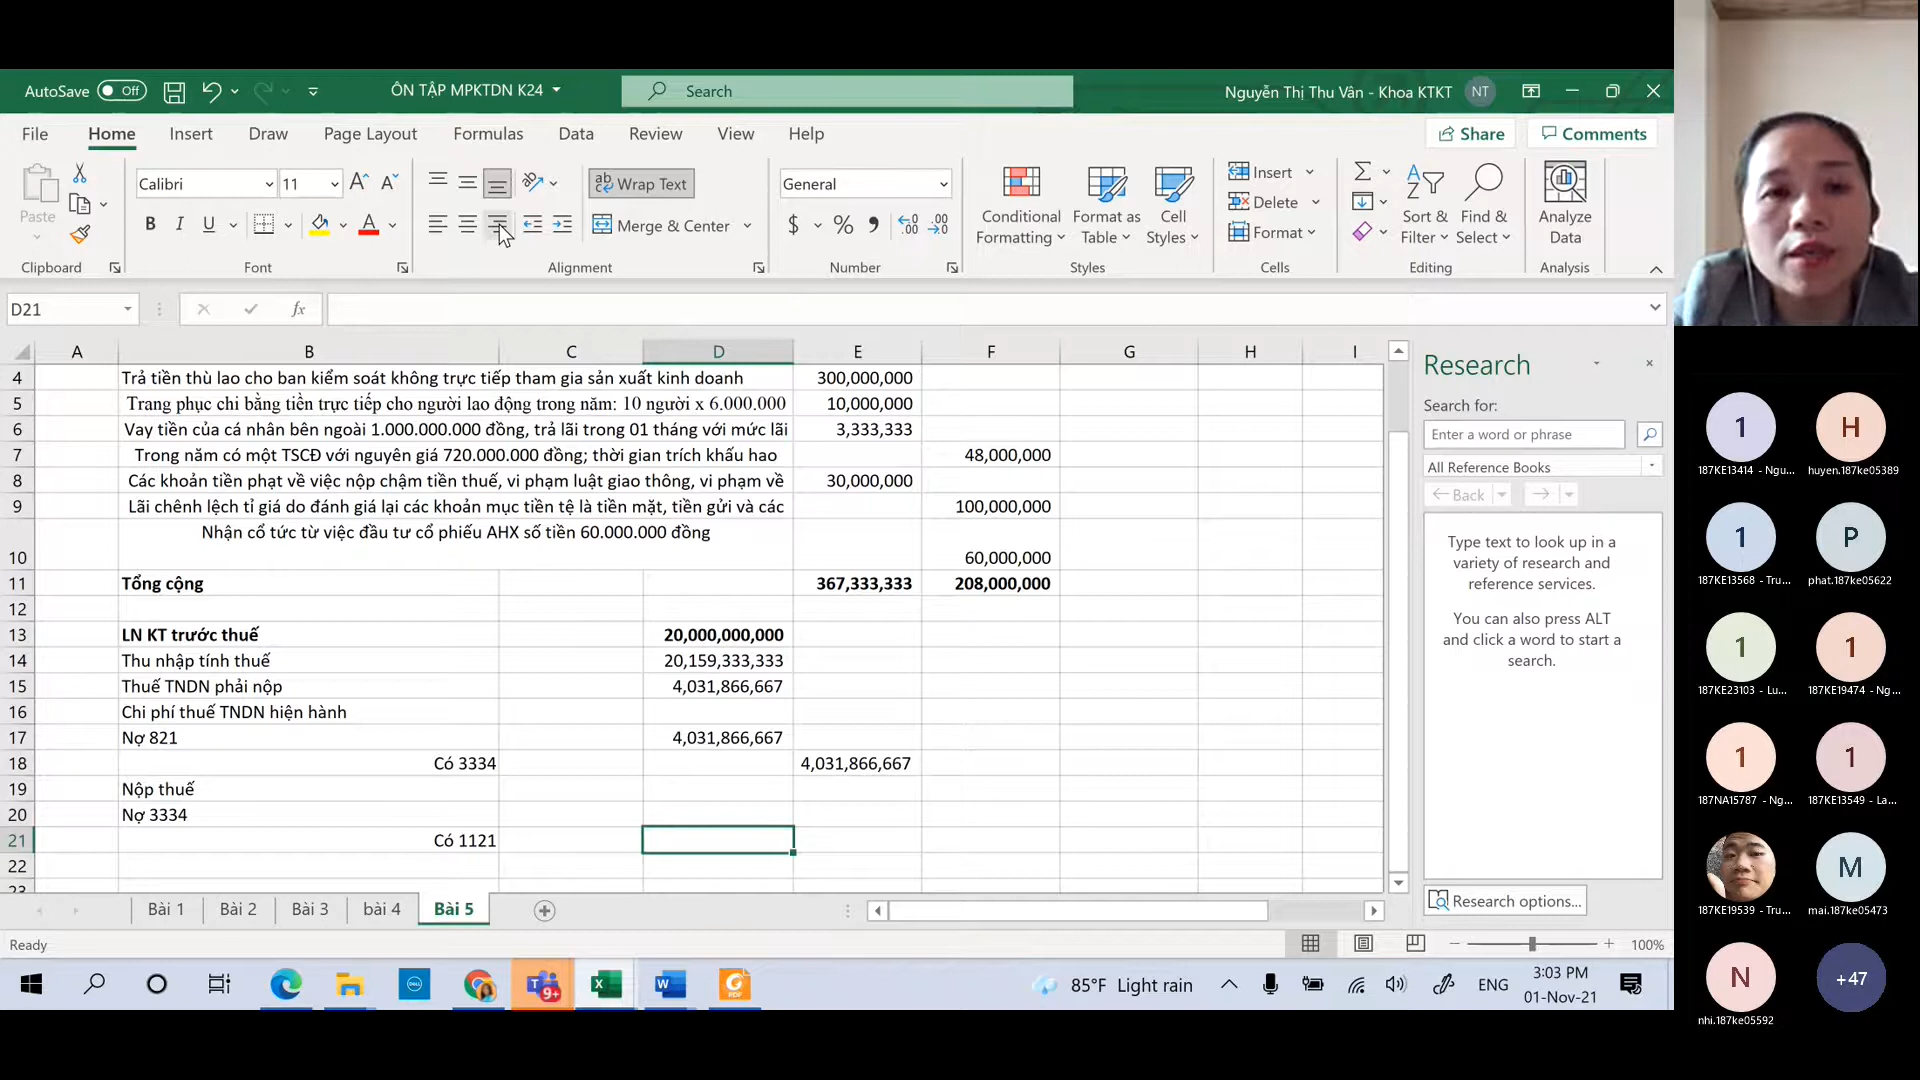 AutoSave Off ÔN TẬP MPKTDN K24 Search Nguyễn Thị Thu Vân - Khoa KTKT NT
File Home Insert Draw Page Layout Formulas Data Review View Help Share Comments
Paste
Clipboard
Calibri 11
B I U A
Font
ab Wrap Text
Merge & Center
Alignment
General
$ % 9 .00 .00
Number
Conditional Formatting
Format as Table
Cell Styles
Styles
Insert
Delete
Format
Cells
Sort & Filter
Find & Select
Editing
Analyze Data
Analysis
D21 fx
A B C D E F G H I
4 Trả tiền thù lao cho ban kiểm soát không trực tiếp tham gia sản xuất kinh doanh 300,000,000
5 Trang phục chi bằng tiền trực tiếp cho người lao động trong năm: 10 người x 6.000.000 10,000,000
6 Vay tiền của cá nhân bên ngoài 1.000.000.000 đồng, trả lãi trong 01 tháng với mức lãi 3,333,333
7 Trong năm có một TSCĐ với nguyên giá 720.000.000 đồng; thời gian trích khấu hao 48,000,000
8 Các khoản tiền phạt về việc nộp chậm tiền thuế, vi phạm luật giao thông, vi phạm về 30,000,000
9 Lãi chênh lệch tỉ giá do đánh giá lại các khoản mục tiền tệ là tiền mặt, tiền gửi và các 100,000,000
10 Nhận cổ tức từ việc đầu tư cổ phiếu AHX số tiền 60.000.000 đồng 60,000,000
11 Tổng cộng 367,333,333 208,000,000
12
13 LN KT trước thuế 20,000,000,000
14 Thu nhập tính thuế 20,159,333,333
15 Thuế TNDN phải nộp 4,031,866,667
16 Chi phí thuế TNDN hiện hành
17 Nợ 821 4,031,866,667
18 Có 3334 4,031,866,667
19 Nộp thuế
20 Nợ 3334
21 Có 1121
22
23
Bài 1 Bài 2 Bài 3 bài 4 Bài 5
Ready 100%
Research
Search for:
Enter a word or phrase
All Reference Books
Back
Type text to look up in a
variety of research and
reference services.
You can also press ALT
and click a word to start a
search.
Research options...
85°F Light rain ENG
3:03 PM
01-Nov-21
9+
DELL
PDF
1 H
187KE13414 - Ngu... huyen.187ke05389
1 P
187KE13568 - Tru... phat.187ke05622
1 1
187KE23103 - Lu... 187KE19474 - Ng...
1 1
187NA15787 - Ng... 187KE13549 - La...
M
187KE19539 - Tru... mai.187ke05473
N +47
nhi.187ke05592